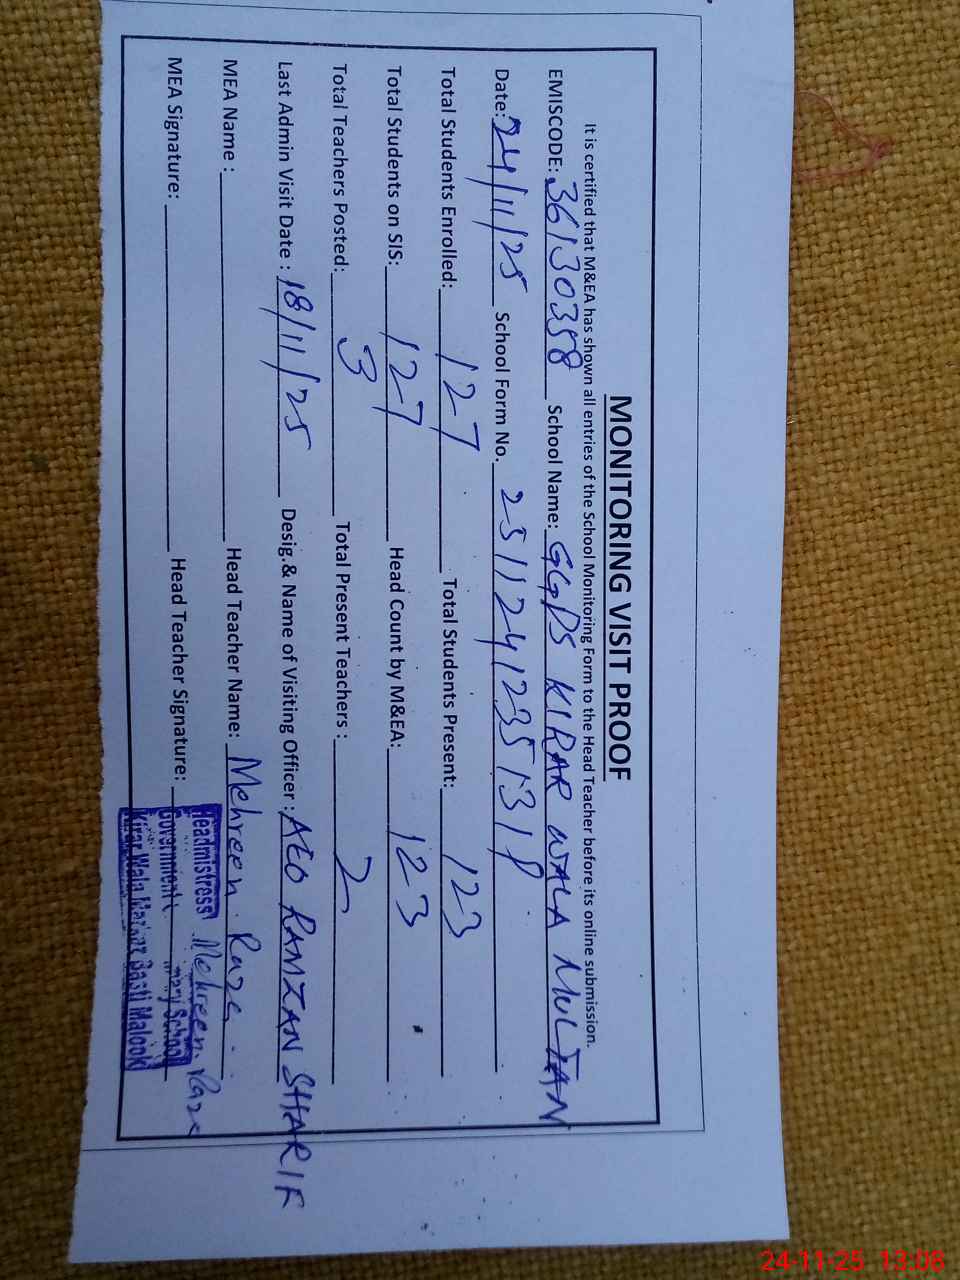 MONITORING VISIT PROOF
It is certified that M&EA has shown all entries of the School Monitoring Form to the Head Teacher before its online submission.
EMISCODE: 36130358 School Name: GGPS KIRAR WALA MULTAN
Date: 24/11/25 School Form No. 25112412351318
Total Students Enrolled: 127 Total Students Present: 123
Total Students on SIS: 127 Head Count by M&EA: 123
Total Teachers Posted: 3 Total Present Teachers : 2
Last Admin Visit Date : 18/11/25 Desig.& Name of Visiting Officer : AEO RAMZAN SHARIF
MEA Name : Head Teacher Name: Mehreen Raza
MEA Signature: Head Teacher Signature: Mehreen Raza
Headmistress
Government School
Kirar Wala Markaz Basti Malook
24-11-25 13:08